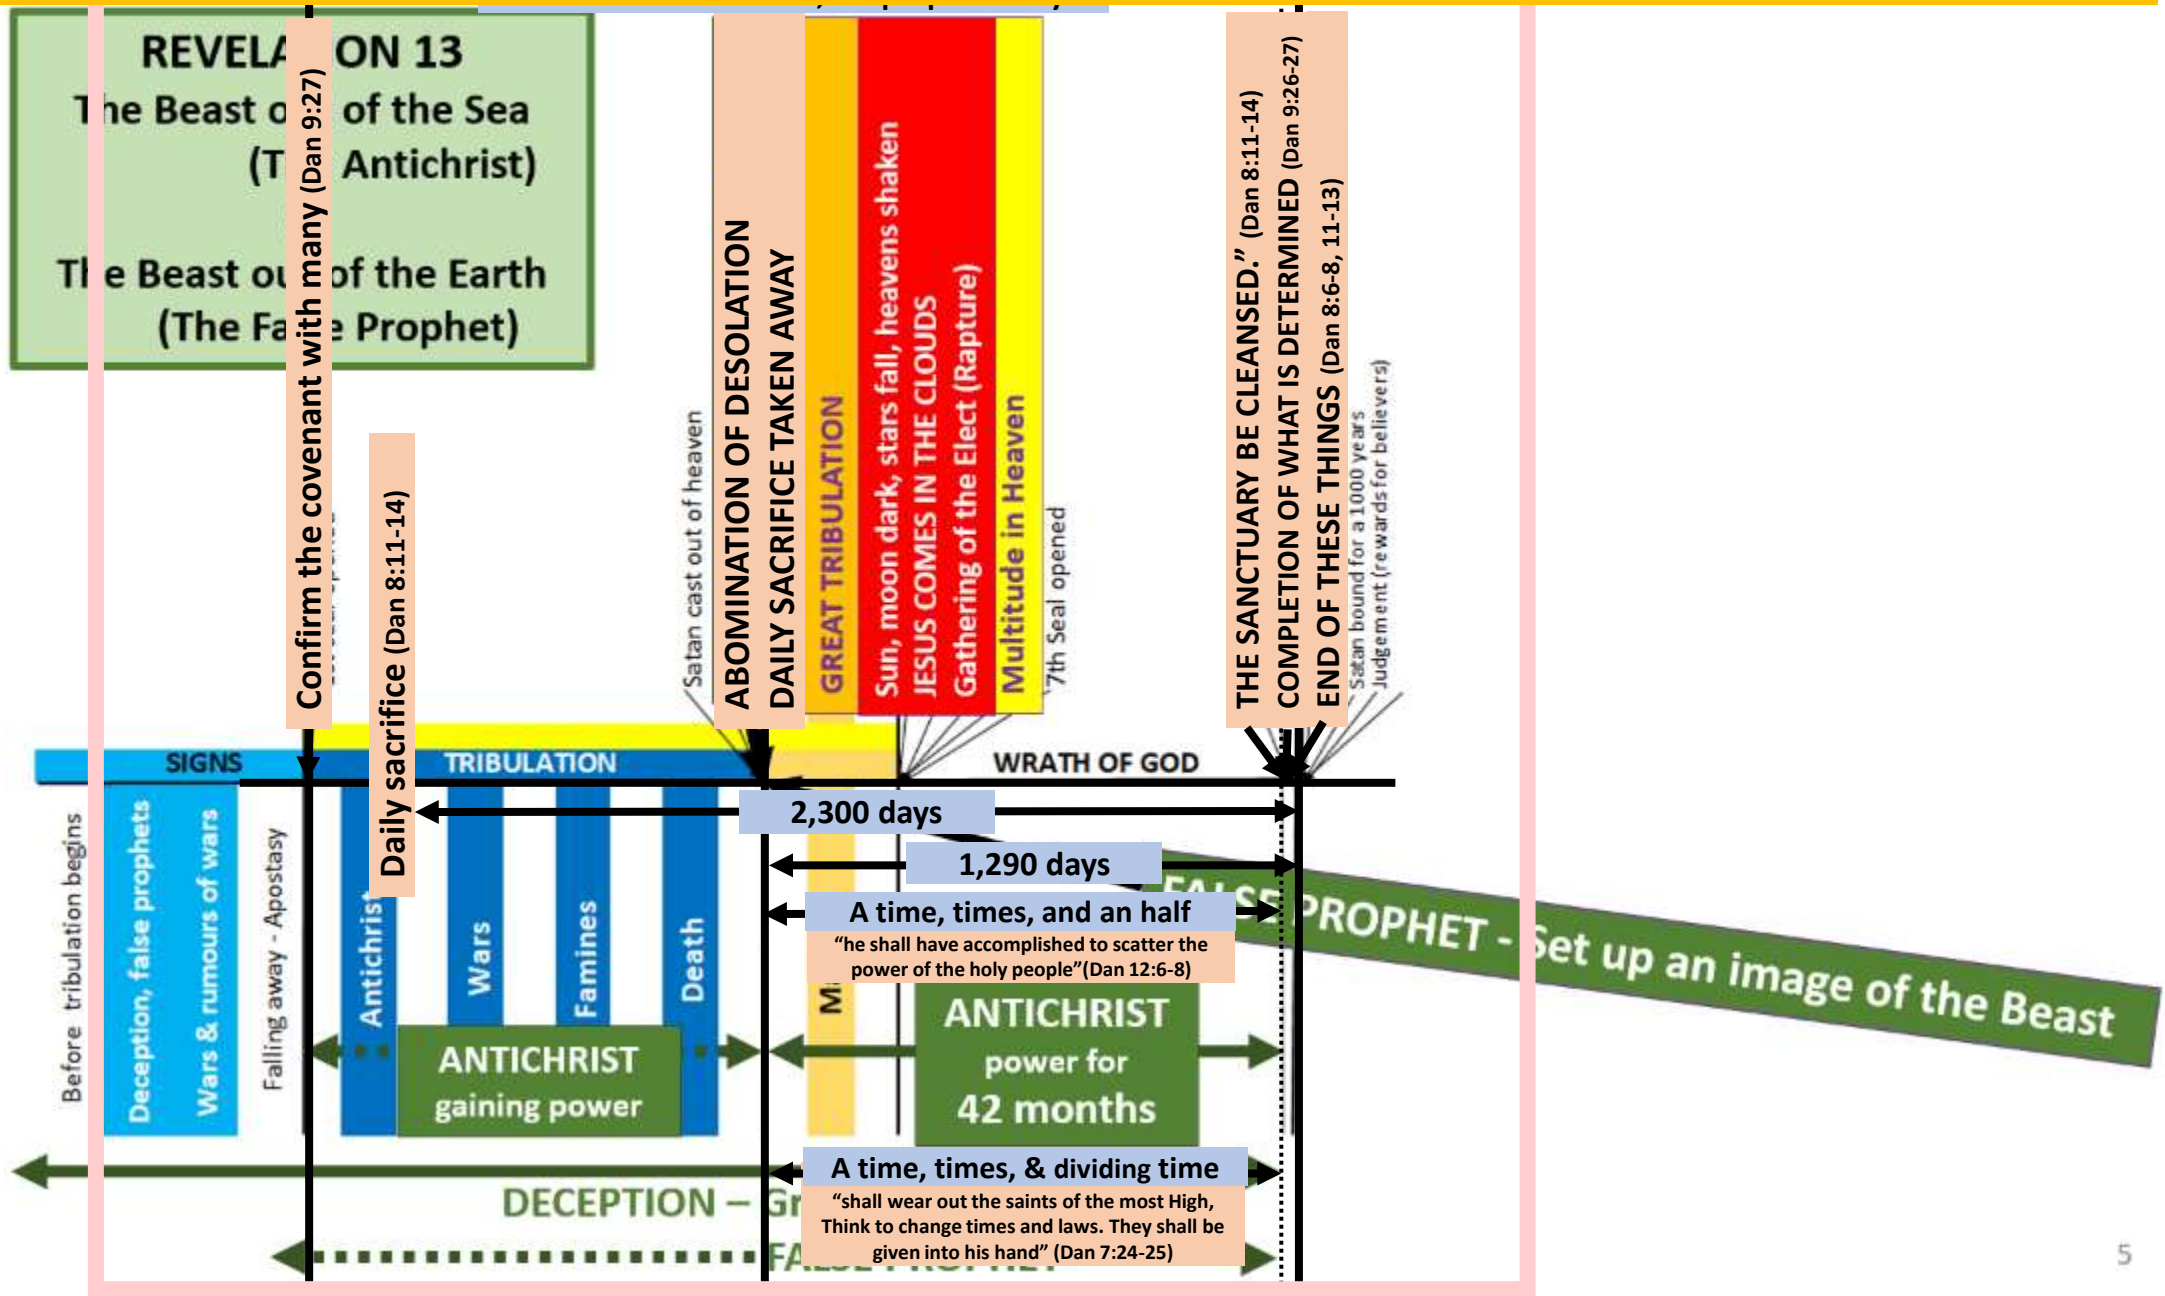 REVELA ON 13
The Beast o of the Sea
(T Antichrist)
The Beast ou of the Earth
(The Fa e Prophet)
Confirm the covenant with many (Dan 9:27)
Daily sacrifice (Dan 8:11-14)
Satan cast out of heaven
ABOMINATION OF DESOLATION
DAILY SACRIFICE TAKEN AWAY
GREAT TRIBULATION
Sun, moon dark, stars fall, heavens shaken
JESUS COMES IN THE CLOUDS
Gathering of the Elect (Rapture)
Multitude in Heaven
`7th Seal opened
THE SANCTUARY BE CLEANSED.” (Dan 8:11-14)
COMPLETION OF WHAT IS DETERMINED (Dan 9:26-27)
END OF THESE THINGS (Dan 8:6-8, 11-13)
Satan bound for a 1000 years
Judgement (rewards for believers)
SIGNS
TRIBULATION
WRATH OF GOD
Before tribulation begins
Deception, false prophets
Wars & rumours of wars
Falling away - Apostasy
Antichrist
Wars
Famines
Death
2,300 days
1,290 days
A time, times, and an half
“he shall have accomplished to scatter the
power of the holy people”(Dan 12:6-8)
FALSE PROPHET - Set up an image of the Beast
ANTICHRIST
gaining power
ANTICHRIST
power for
42 months
A time, times, & dividing time
“shall wear out the saints of the most High,
Think to change times and laws. They shall be
given into his hand” (Dan 7:24-25)
DECEPTION –
FALSE PROPHET
5